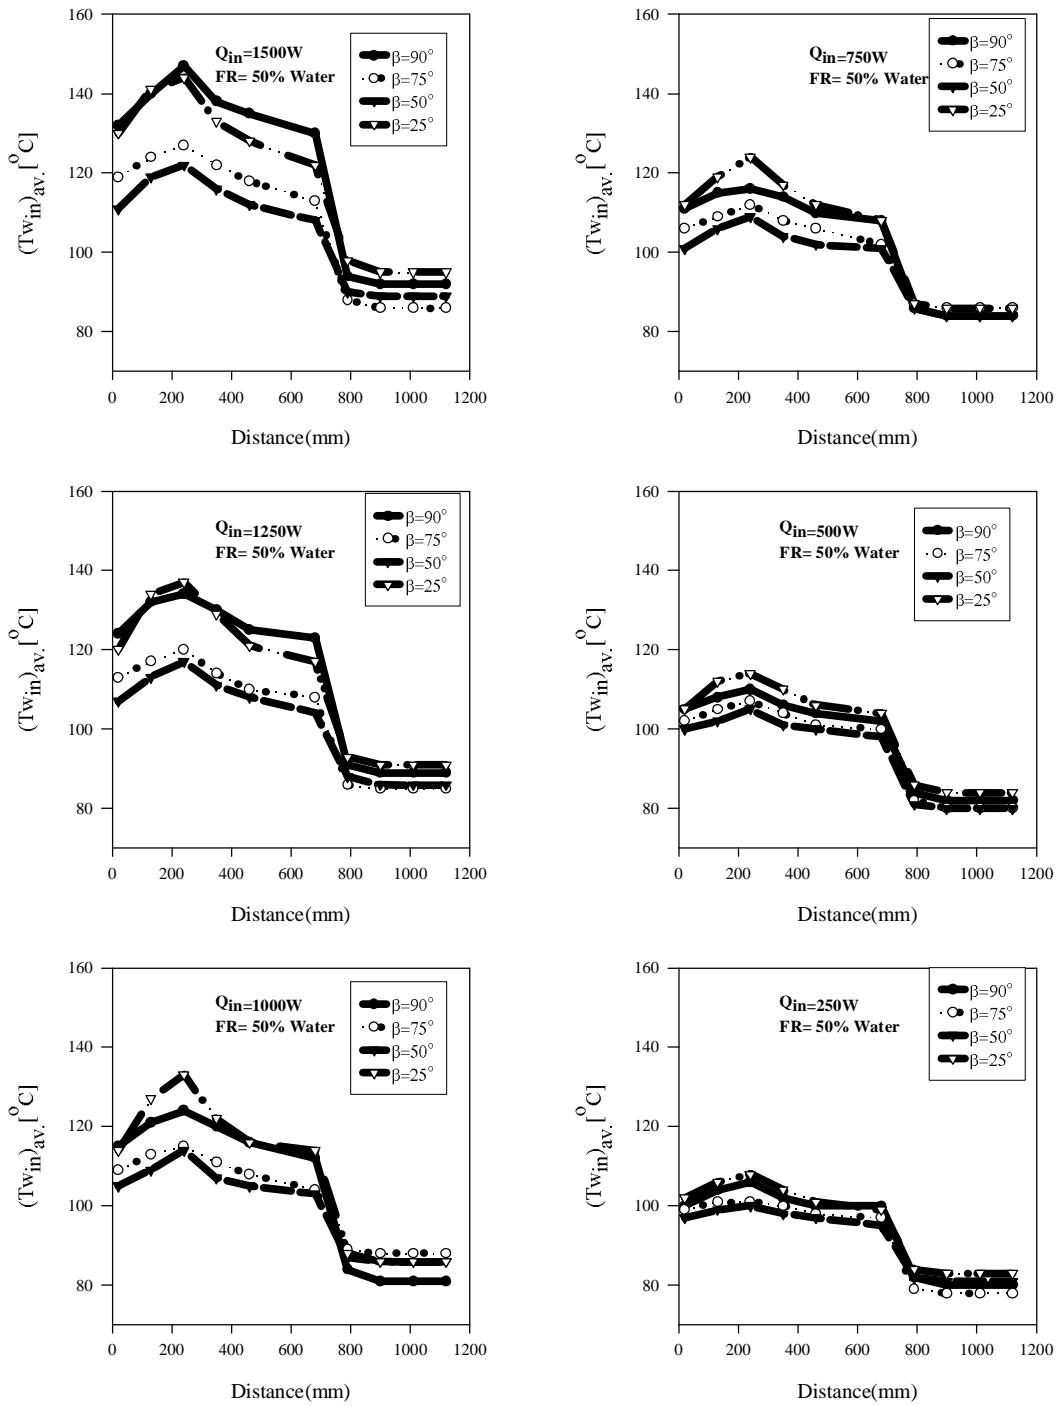 160
140
120
100
80
0 200 400 600 800 1000 1200
(Twin)av.[oC]
Distance(mm)
Qin=1500W
FR= 50% Water
β=90°
β=75°
β=50°
β=25°
160
140
120
100
80
0 200 400 600 800 1000 1200
(Twin)av.[oC]
Distance(mm)
Qin=750W
FR= 50% Water
β=90°
β=75°
β=50°
β=25°
160
140
120
100
80
0 200 400 600 800 1000 1200
(Twin)av.[oC]
Distance(mm)
Qin=1250W
FR= 50% Water
β=90°
β=75°
β=50°
β=25°
160
140
120
100
80
0 200 400 600 800 1000 1200
(Twin)av.[oC]
Distance(mm)
Qin=500W
FR= 50% Water
β=90°
β=75°
β=50°
β=25°
160
140
120
100
80
0 200 400 600 800 1000 1200
(Twin)av.[oC]
Distance(mm)
Qin=1000W
FR= 50% Water
β=90°
β=75°
β=50°
β=25°
160
140
120
100
80
0 200 400 600 800 1000 1200
(Twin)av.[oC]
Distance(mm)
Qin=250W
FR= 50% Water
β=90°
β=75°
β=50°
β=25°